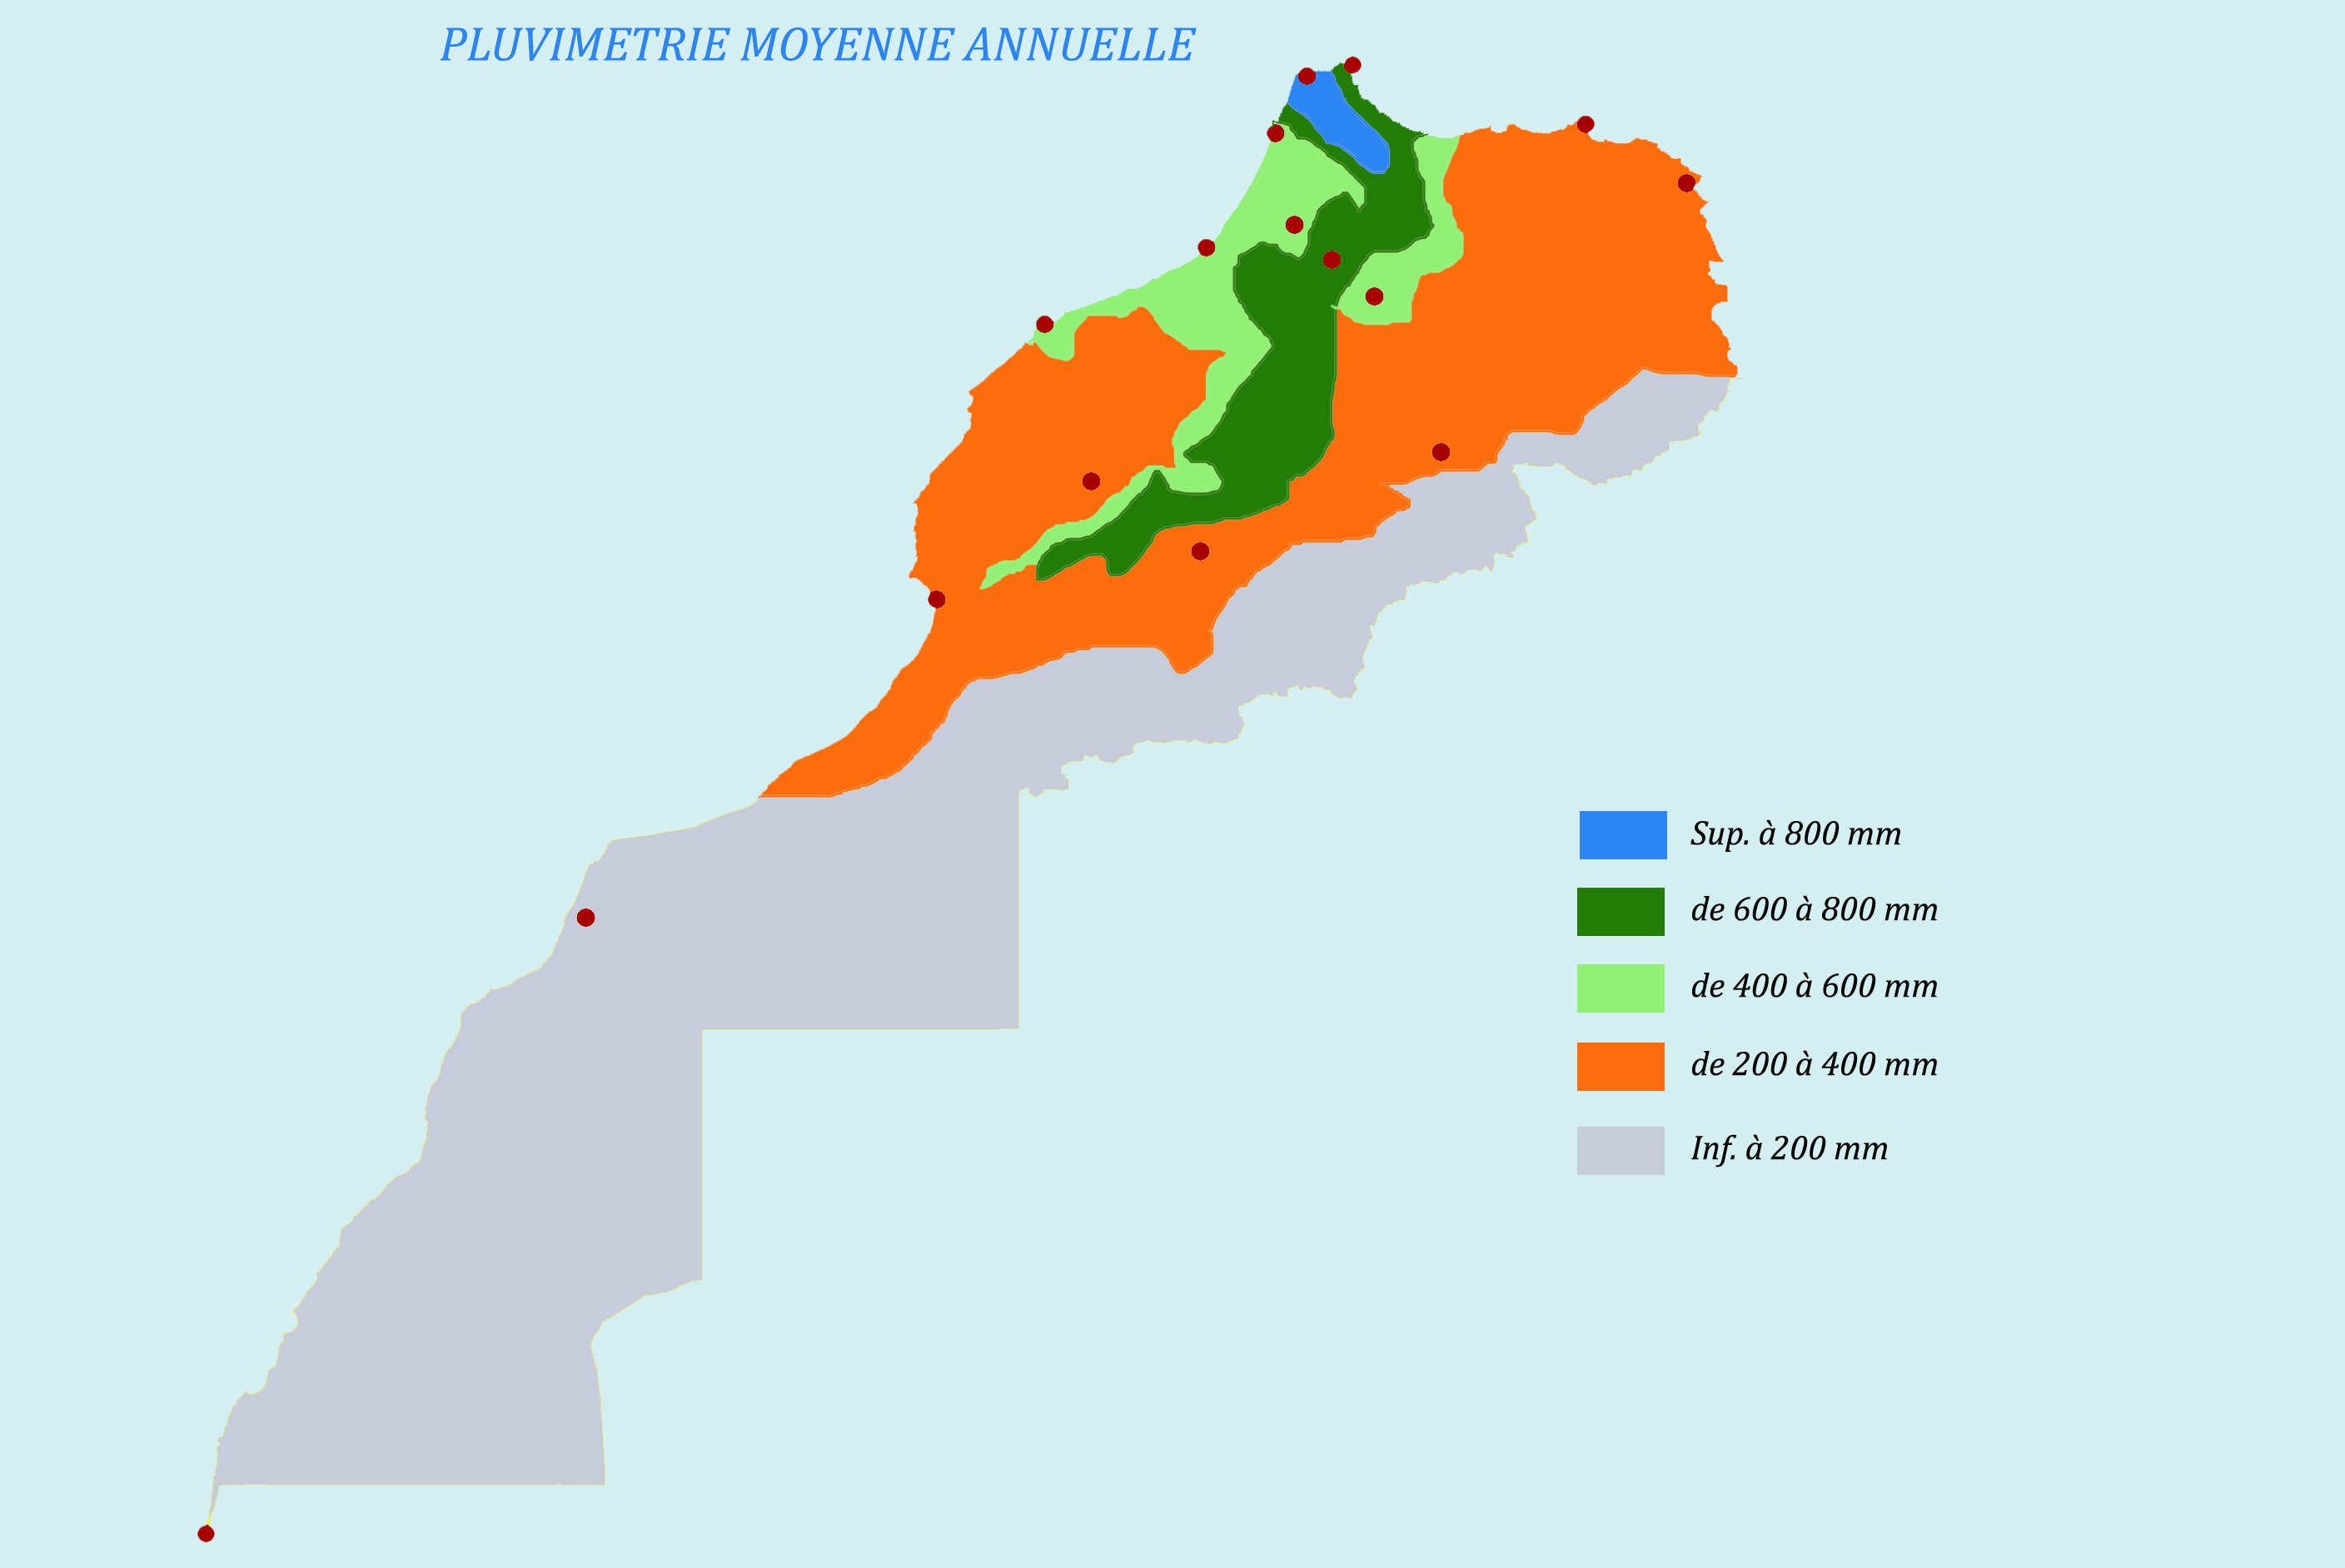 PLUVIMETRIE MOYENNE ANNUELLE
Sup. à 800 mm
de 600 à 800 mm
de 400 à 600 mm
de 200 à 400 mm
Inf. à 200 mm